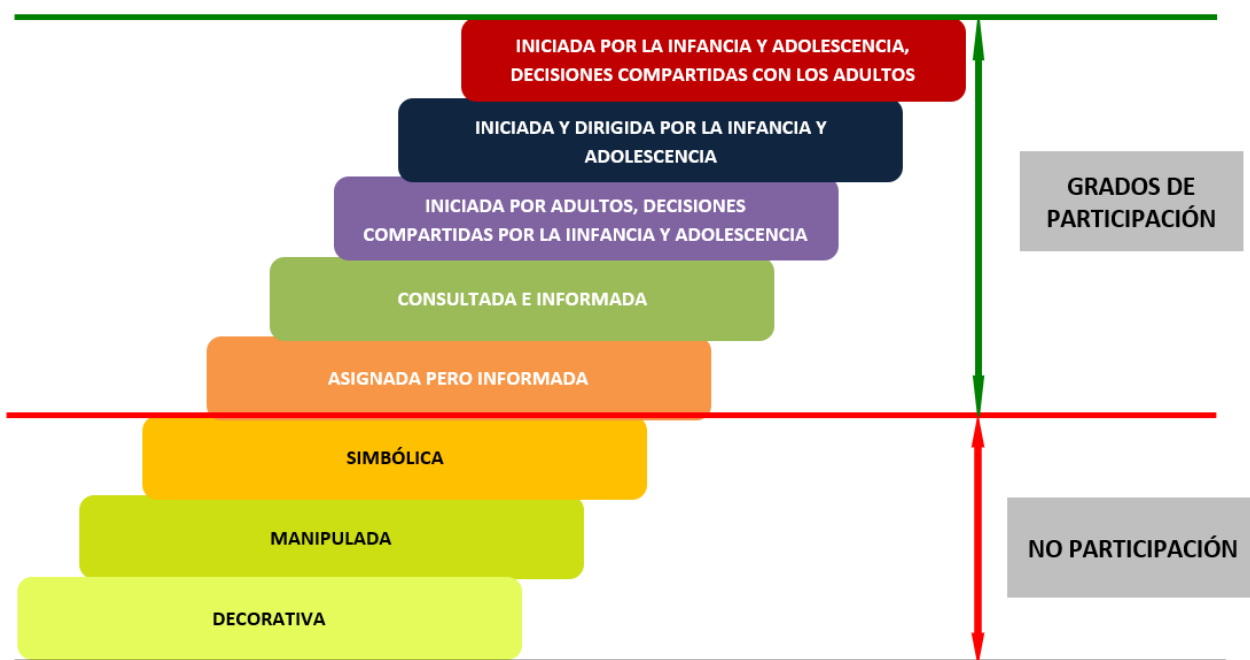 INICIADA POR LA INFANCIA Y ADOLESCENCIA,
DECISIONES COMPARTIDAS CON LOS ADULTOS
INICIADA Y DIRIGIDA POR LA INFANCIA Y
ADOLESCENCIA
INICIADA POR ADULTOS, DECISIONES
COMPARTIDAS POR LA IINFANCIA Y ADOLESCENCIA
GRADOS DE
PARTICIPACIÓN
CONSULTADA E INFORMADA
ASIGNADA PERO INFORMADA
SIMBÓLICA
MANIPULADA
NO PARTICIPACIÓN
DECORATIVA